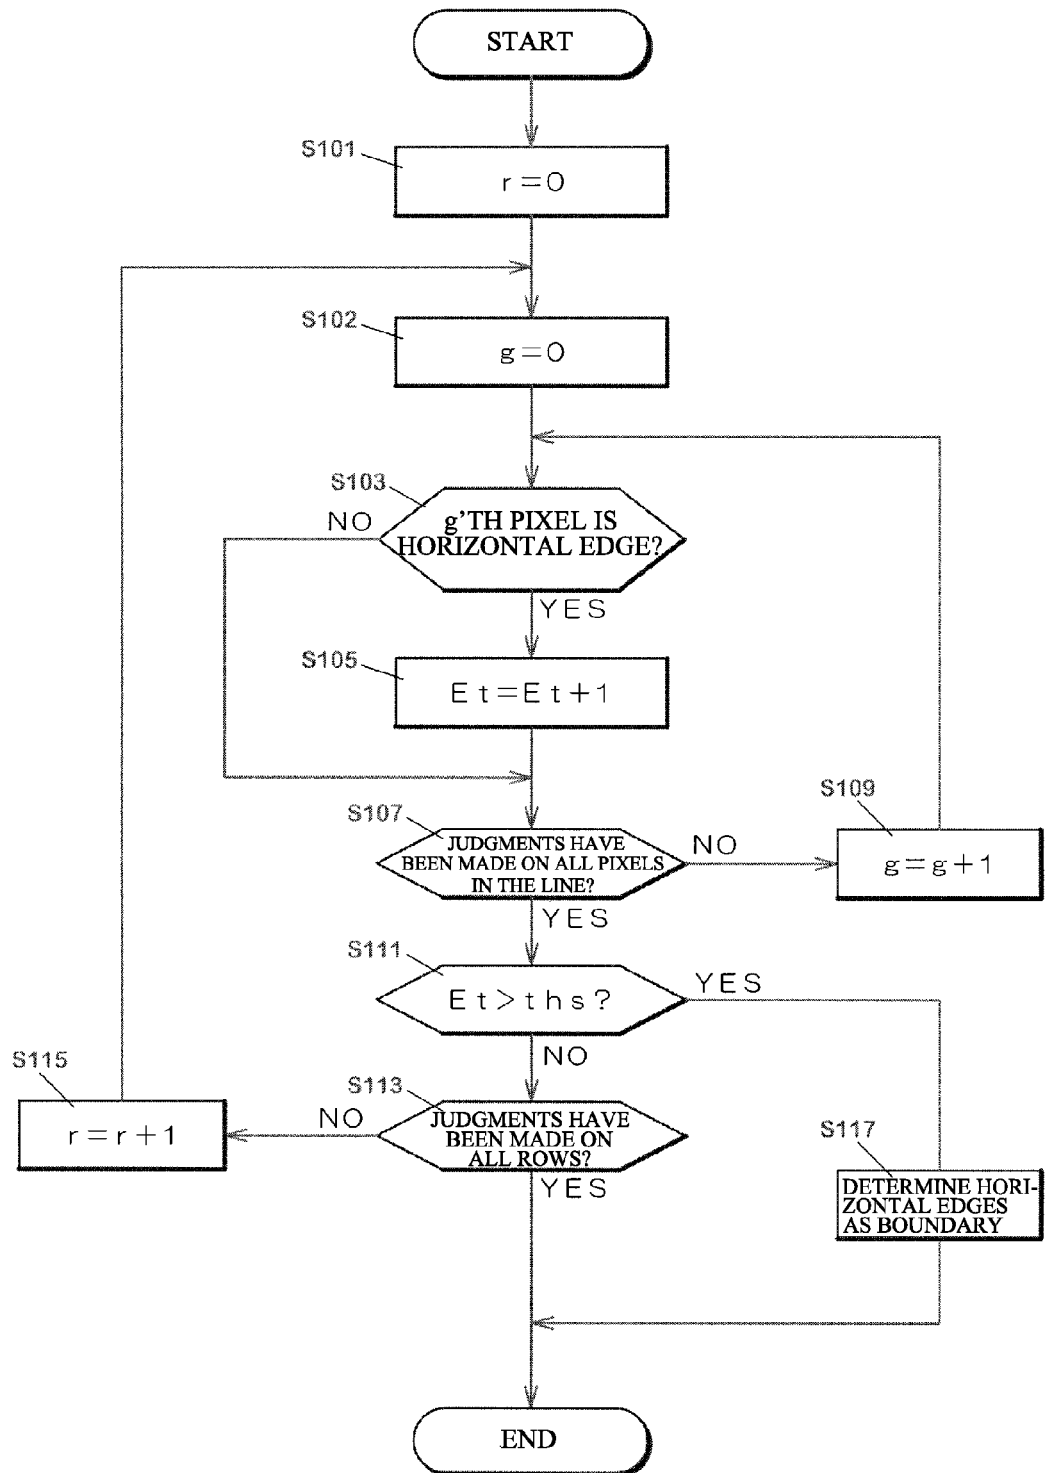 START
S101
r=0
S102
g=0
S103
NO
g'TH PIXEL IS
HORIZONTAL EDGE?
YES
S105
Et=Et+1
S107
JUDGMENTS HAVE
BEEN MADE ON ALL PIXELS
IN THE LINE?
NO
S109
g=g+1
YES
S111
Et>ths?
YES
NO
S115
r=r+1
NO
S113
JUDGMENTS HAVE
BEEN MADE ON
ALL ROWS?
YES
S117
DETERMINE HORI-
ZONTAL EDGES
AS BOUNDARY
END